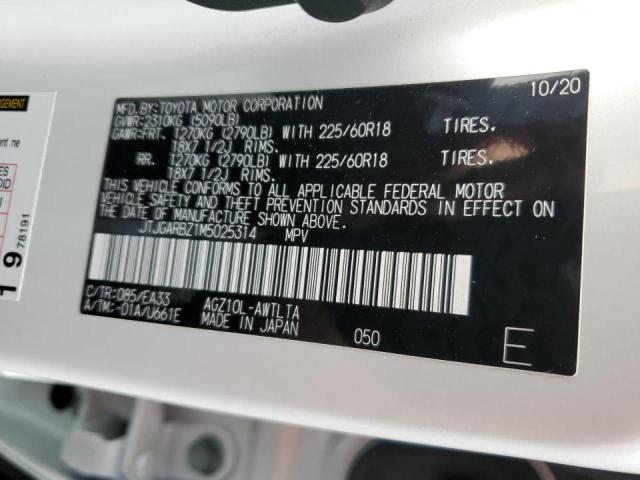 10/20
MFD.BY:TOYOTA MOTOR CORPORATION
GVWR:2310KG (5090LB)
GAWR:FRT. 1270KG (2790LB) WITH 225/60R18 TIRES.
18X7 1/2J RIMS.
RR. 1270KG (2790LB) WITH 225/60R18 TIRES.
18X7 1/2J RIMS.
THIS VEHICLE CONFORMS TO ALL APPLICABLE FEDERAL MOTOR
VEHICLE SAFETY AND THEFT PREVENTION STANDARDS IN EFFECT ON
THE DATE OF MANUFACTURE SHOWN ABOVE.
JTJGARBZ1M5025314 MPV
C/TR:085/EA33 AGZ10L-AWTLTA
A/TM:-01A/U661E MADE IN JAPAN 050
E
78191